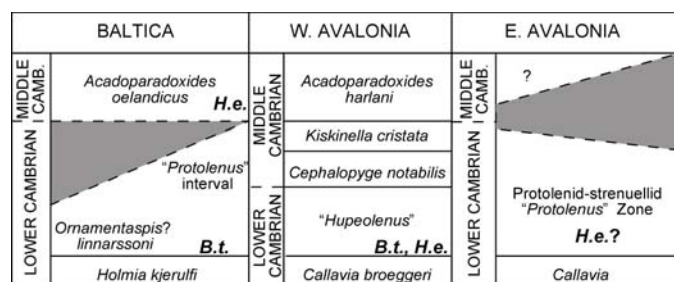 BALTICA
W. AVALONIA
E. AVALONIA
MIDDLE
CAMB.
Acadoparadoxides
oelandicus
H.e.
LOWER CAMBRIAN
"Protolenus"
interval
Ornamentaspis?
linnarssoni
B.t.
Holmia kjerulfi
MIDDLE
CAMBRIAN
Acadoparadoxides
harlani
Kiskinella cristata
Cephalopyge notabilis
LOWER
CAMBRIAN
"Hupeolenus"
B.t., H.e.
Callavia broeggeri
MIDDLE
CAMB.
?
LOWER CAMBRIAN
Protolenid-strenuellid
"Protolenus" Zone
H.e.?
Callavia